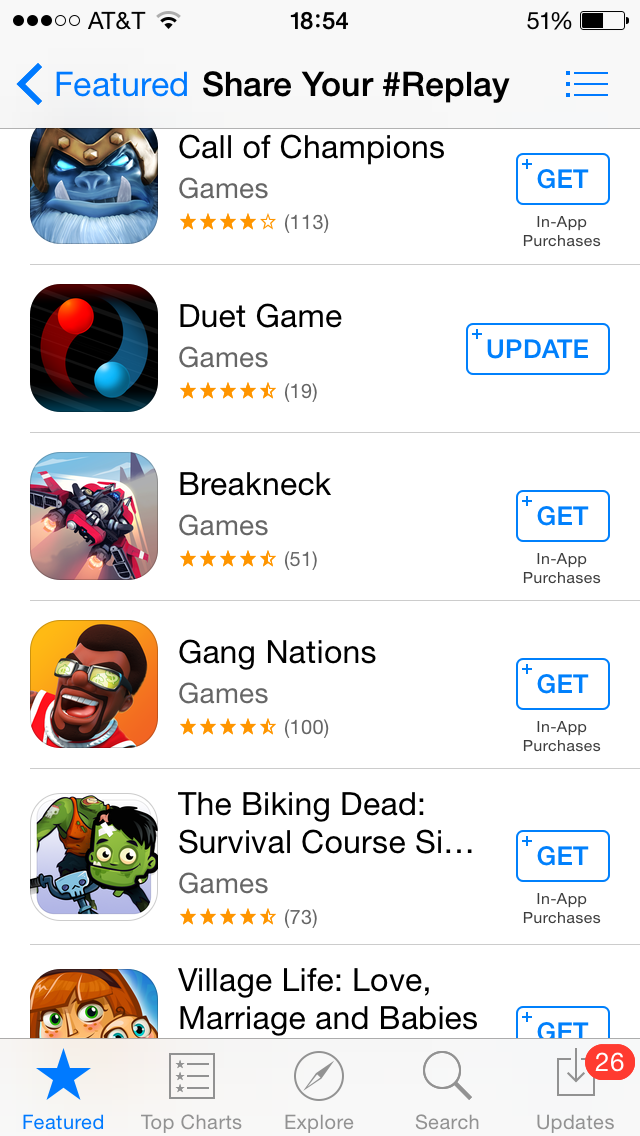 AT&T 18:54 51%
Featured Share Your #Replay
Call of Champions
Games
(113)
+ GET
In-App
Purchases
Duet Game
Games
(19)
+ UPDATE
Breakneck
Games
(51)
+ GET
In-App
Purchases
Gang Nations
Games
(100)
+ GET
In-App
Purchases
The Biking Dead:
Survival Course Si...
Games
(73)
+ GET
In-App
Purchases
Village Life: Love,
Marriage and Babies
+ GET
26
Featured Top Charts Explore Search Updates